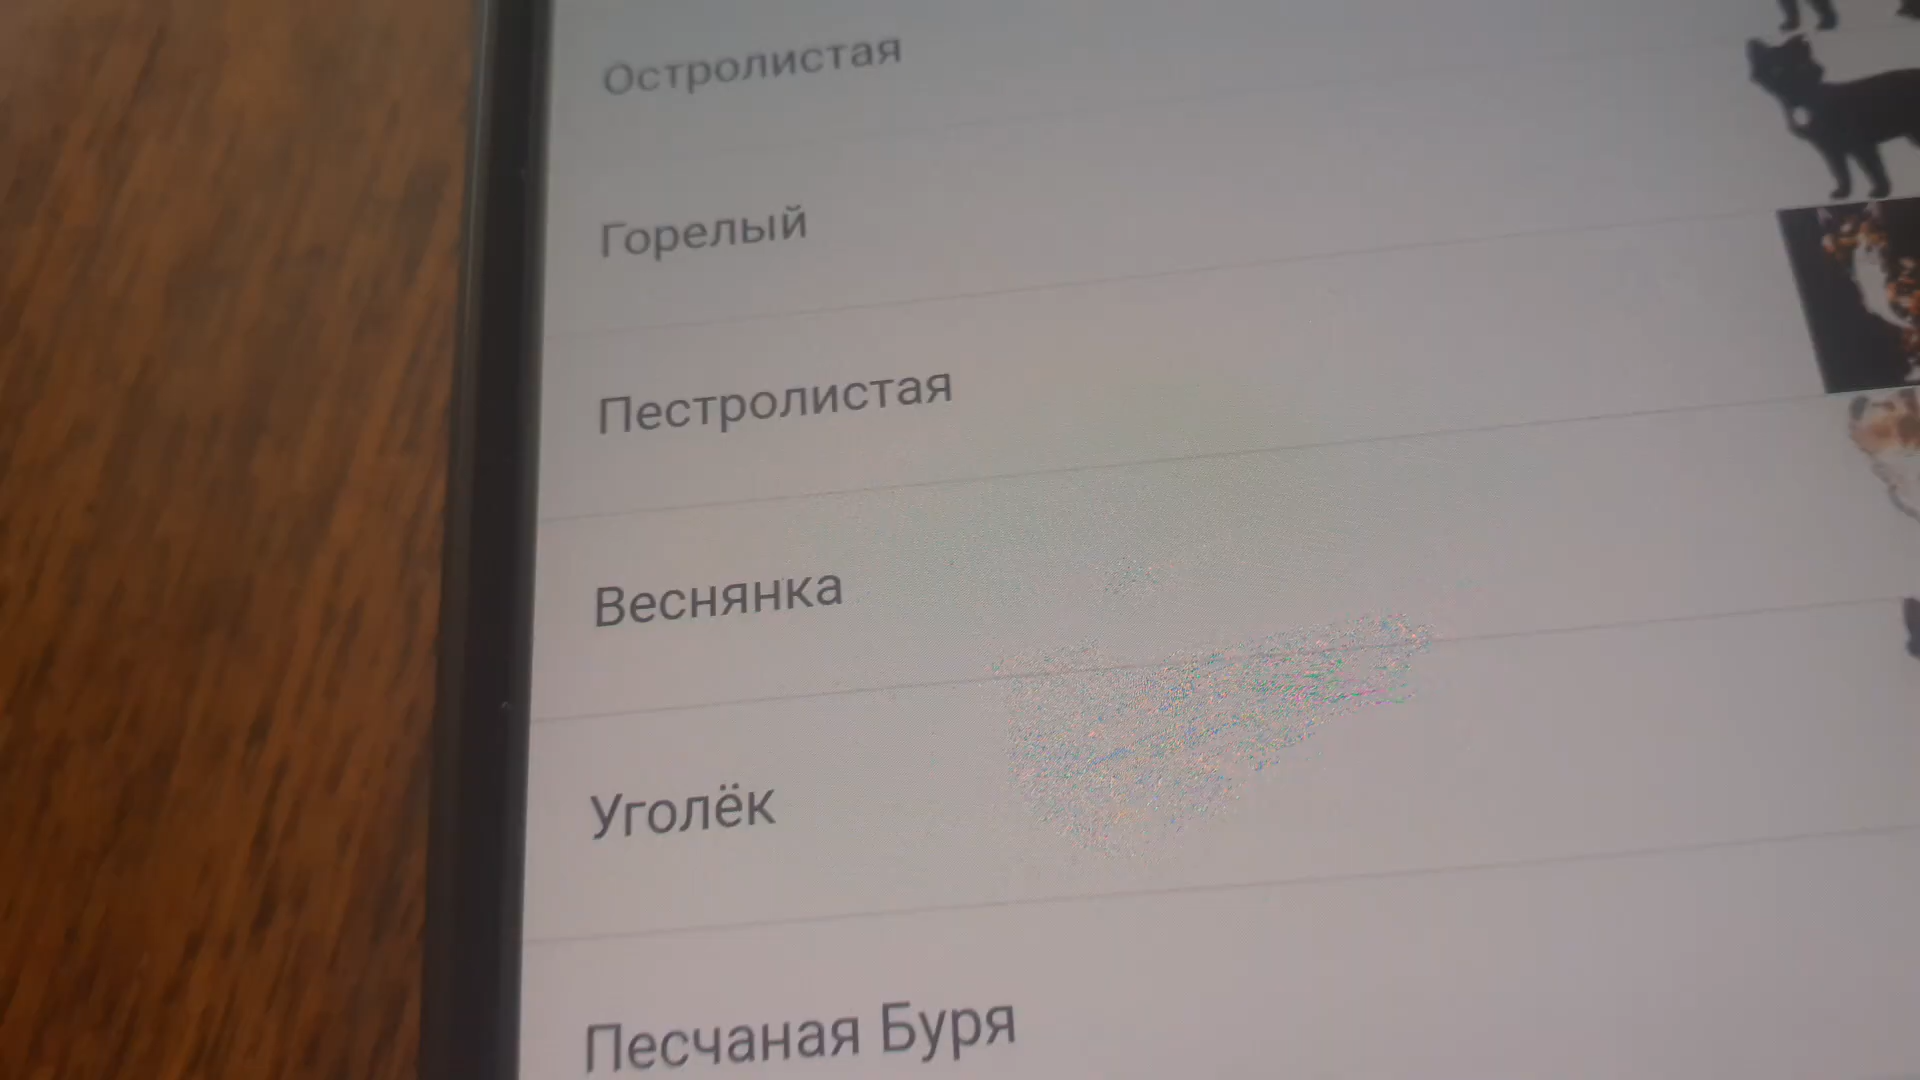 Остролистая
Горелый
Пестролистая
Веснянка
Уголёк
Песчаная Буря